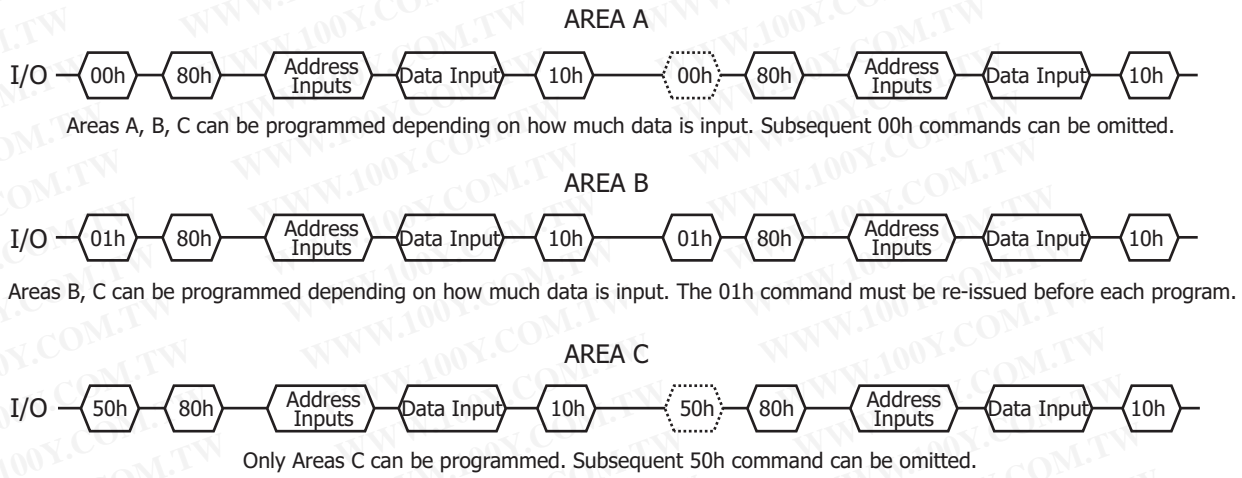 AREA A
I/O 00h 80h Address Inputs Data Input 10h 00h 80h Address Inputs Data Input 10h
Areas A, B, C can be programmed depending on how much data is input. Subsequent 00h commands can be omitted.
AREA B
I/O 01h 80h Address Inputs Data Input 10h 01h 80h Address Inputs Data Input 10h
Areas B, C can be programmed depending on how much data is input. The 01h command must be re-issued before each program.
AREA C
I/O 50h 80h Address Inputs Data Input 10h 50h 80h Address Inputs Data Input 10h
Only Areas C can be programmed. Subsequent 50h command can be omitted.
WWW.100Y.COM.TW